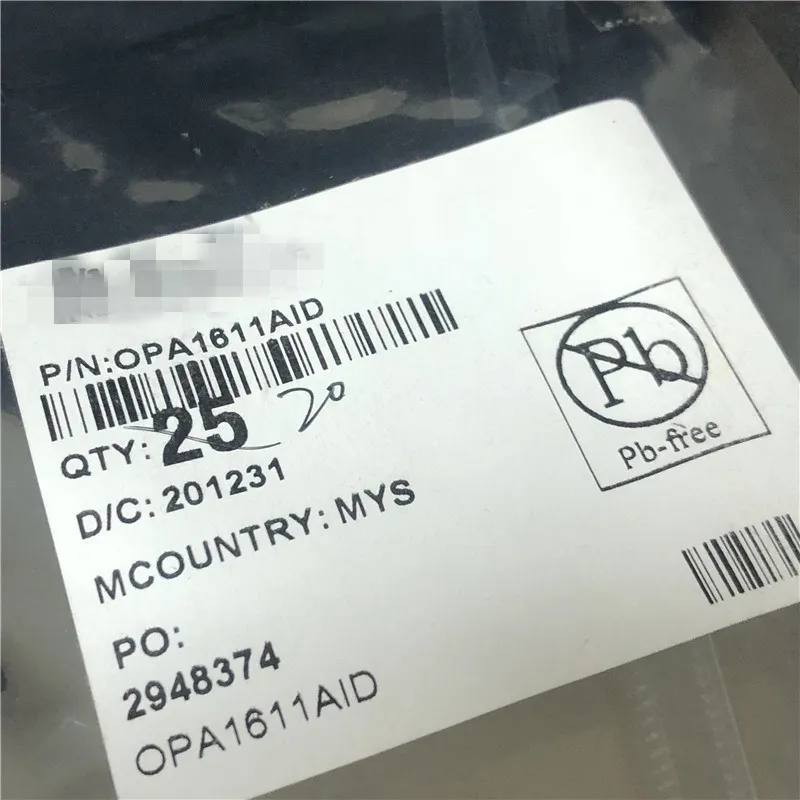 P/N:OPA1611AID
QTY: 25 20
D/C: 201231
MCOUNTRY: MYS
PO:
2948374
OPA1611AID
Pb
Pb-free